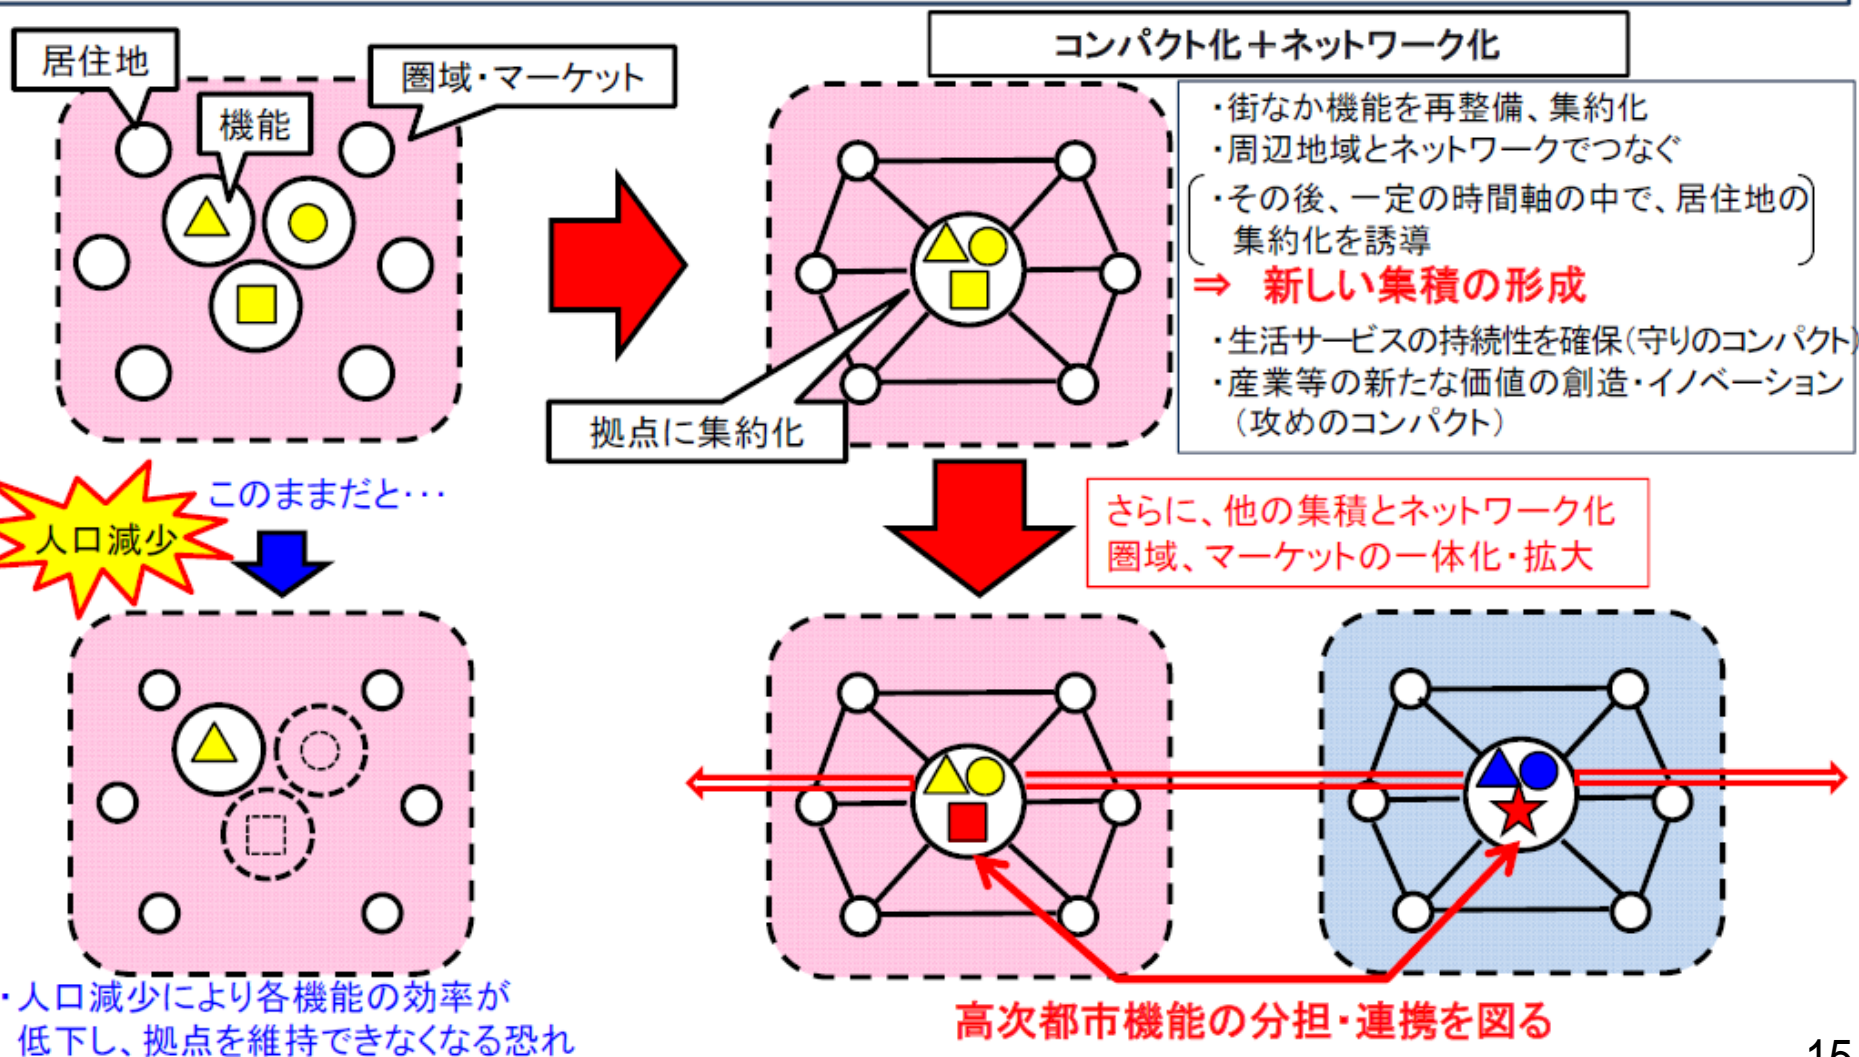 居住地
圏域・マーケット
機能
コンパクト化＋ネットワーク化
・街なか機能を再整備、集約化
・周辺地域とネットワークでつなぐ
・その後、一定の時間軸の中で、居住地の
集約化を誘導
⇒ 新しい集積の形成
・生活サービスの持続性を確保（守りのコンパクト）
・産業等の新たな価値の創造・イノベーション
（攻めのコンパクト）
拠点に集約化
このままだと・・・
人口減少
さらに、他の集積とネットワーク化
圏域、マーケットの一体化・拡大
・人口減少により各機能の効率が
低下し、拠点を維持できなくなる恐れ
高次都市機能の分担・連携を図る
15